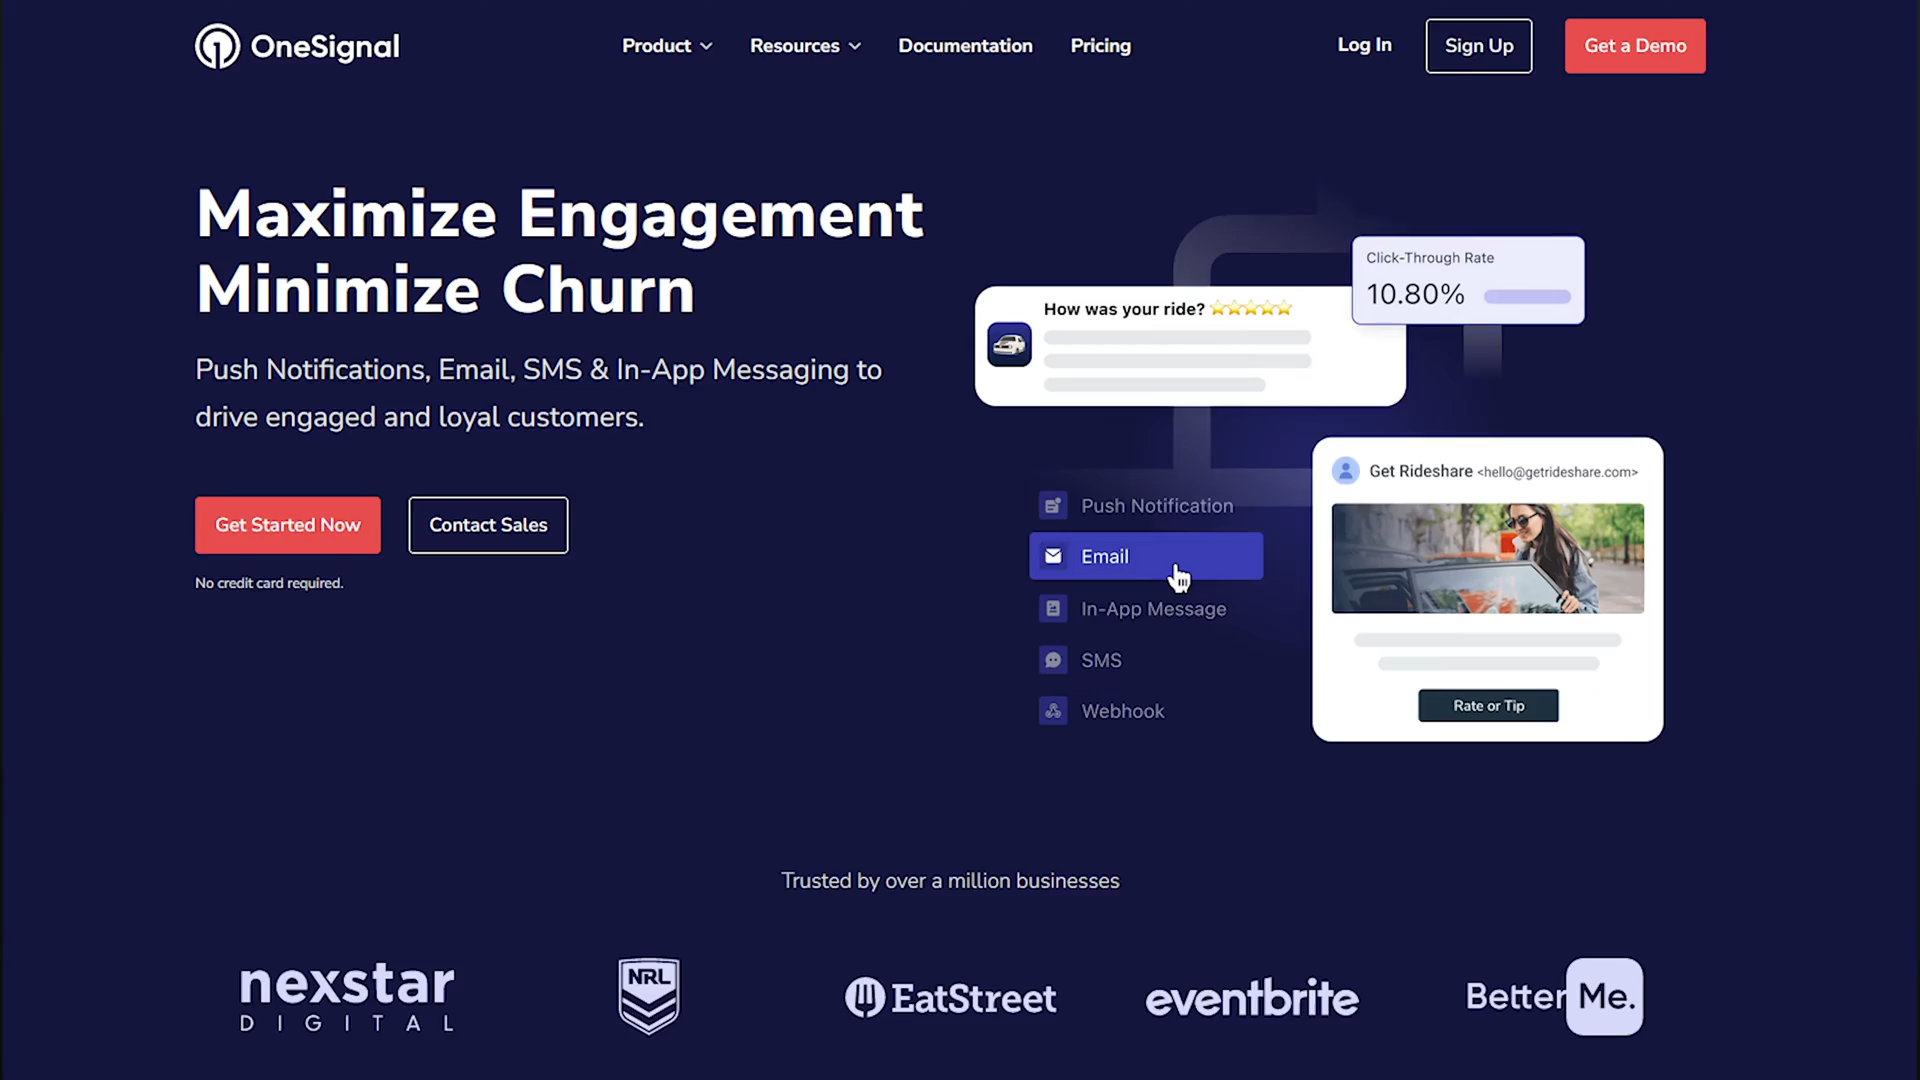 OneSignal
Product
Resources
Documentation
Pricing
Log In
Sign Up
Get a Demo
Maximize Engagement
Minimize Churn
Push Notifications, Email, SMS & In-App Messaging to
drive engaged and loyal customers.
Get Started Now
Contact Sales
No credit card required.
Click-Through Rate
10.80%
How was your ride? ⭐⭐⭐⭐⭐
Get Rideshare <hello@getrideshare.com>
Rate or Tip
Push Notification
Email
In-App Message
SMS
Webhook
Trusted by over a million businesses
nexstar
DIGITAL
NRL
EatStreet
eventbrite
BetterMe.